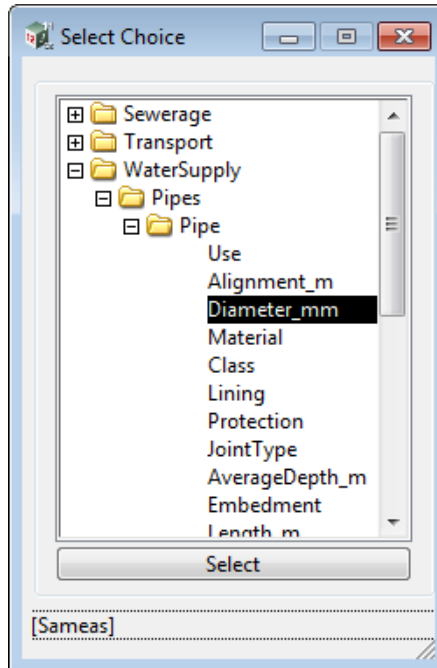 Select Choice
Sewerage
Transport
WaterSupply
Pipes
Pipe
Use
Alignment_m
Diameter_mm
Material
Class
Lining
Protection
JointType
AverageDepth_m
Embedment
Length_m
Select
[Sameas]